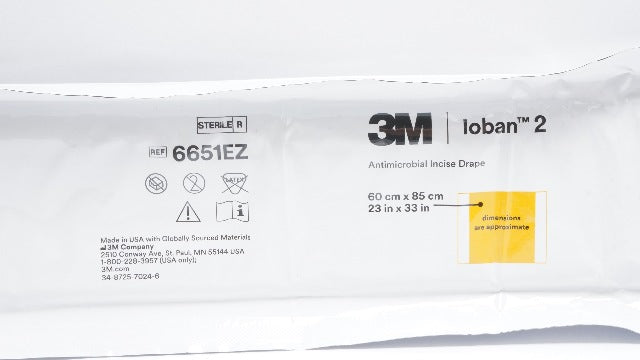 STERILE R
REF 6651EZ
LATEX
Made in USA with Globally Sourced Materials
3M Company
2510 Conway Ave, St. Paul, MN 55144 USA
1-800-228-3957 (USA only);
3M.com
34-8725-7024-6
3M Ioban™ 2
Antimicrobial Incise Drape
60 cm x 85 cm
23 in x 33 in
dimensions
are approximate